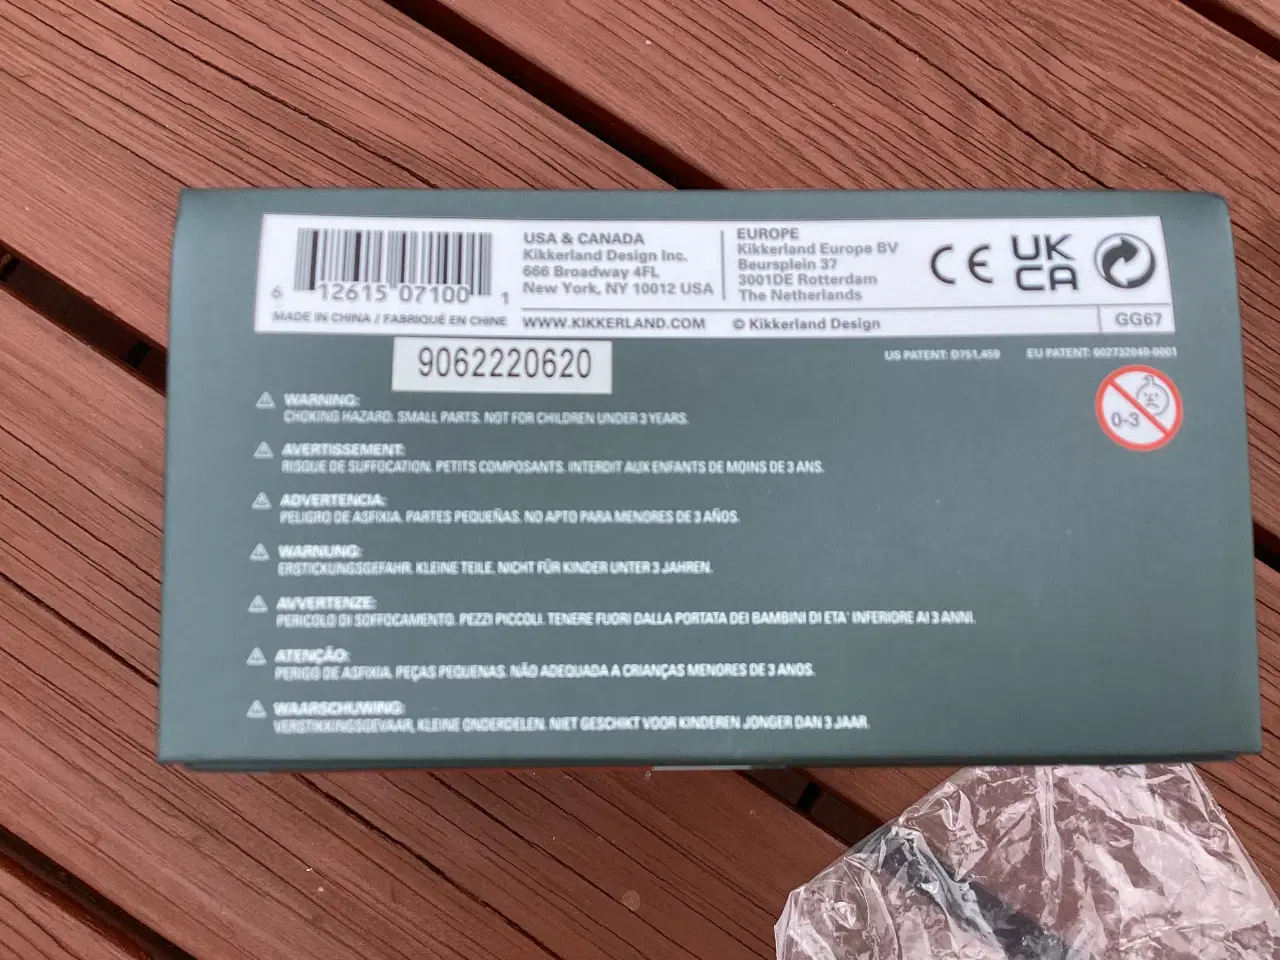 6 12615 07100 1
MADE IN CHINA / FABRIQUÉ EN CHINE
USA & CANADA
Kikkerland Design Inc.
666 Broadway 4FL
New York, NY 10012 USA
EUROPE
Kikkerland Europe BV
Beursplein 37
3001DE Rotterdam
The Netherlands
CE
UK
CA
WWW.KIKKERLAND.COM
© Kikkerland Design
GG67
9062220620
US PATENT: D751,459
EU PATENT: 002732040-0001
0-3
WARNING:
CHOKING HAZARD. SMALL PARTS. NOT FOR CHILDREN UNDER 3 YEARS.
AVERTISSEMENT:
RISQUE DE SUFFOCATION. PETITS COMPOSANTS. INTERDIT AUX ENFANTS DE MOINS DE 3 ANS.
ADVERTENCIA:
PELIGRO DE ASFIXIA. PARTES PEQUEÑAS. NO APTO PARA MENORES DE 3 AÑOS.
WARNUNG:
ERSTICKUNGSGEFAHR. KLEINE TEILE. NICHT FÜR KINDER UNTER 3 JAHREN.
AVVERTENZE:
PERICOLO DI SOFFOCAMENTO. PEZZI PICCOLI. TENERE FUORI DALLA PORTATA DEI BAMBINI DI ETA' INFERIORE AI 3 ANNI.
ATENÇÃO:
PERIGO DE ASFIXIA. PEÇAS PEQUENAS. NÃO ADEQUADA A CRIANÇAS MENORES DE 3 ANOS.
WAARSCHUWING:
VERSTIKKINGSGEVAAR, KLEINE ONDERDELEN. NIET GESCHIKT VOOR KINDEREN JONGER DAN 3 JAAR.